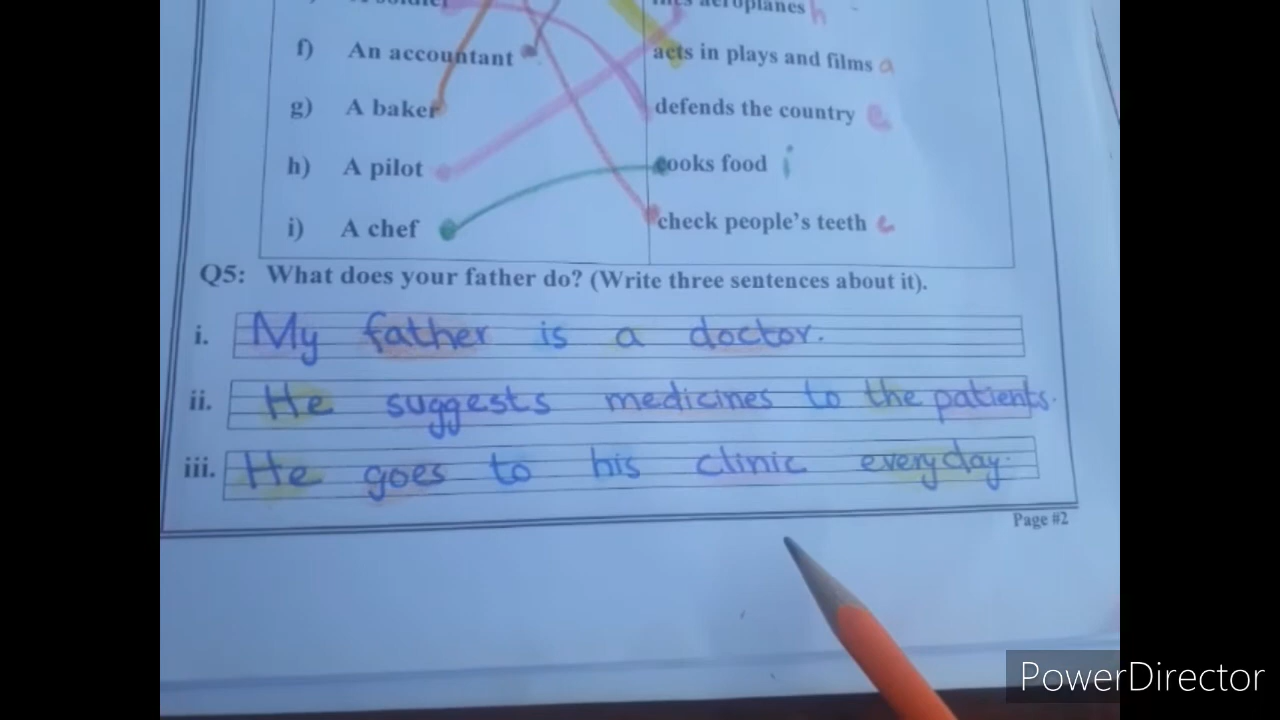 aeroplanes h
f) An accountant acts in plays and films a
g) A baker defends the country e
h) A pilot cooks food i
i) A chef check people's teeth c
Q5: What does your father do? (Write three sentences about it).
i. My father is a doctor.
ii. He suggests medicines to the patients.
iii. He goes to his clinic everyday.
Page #2
PowerDirector